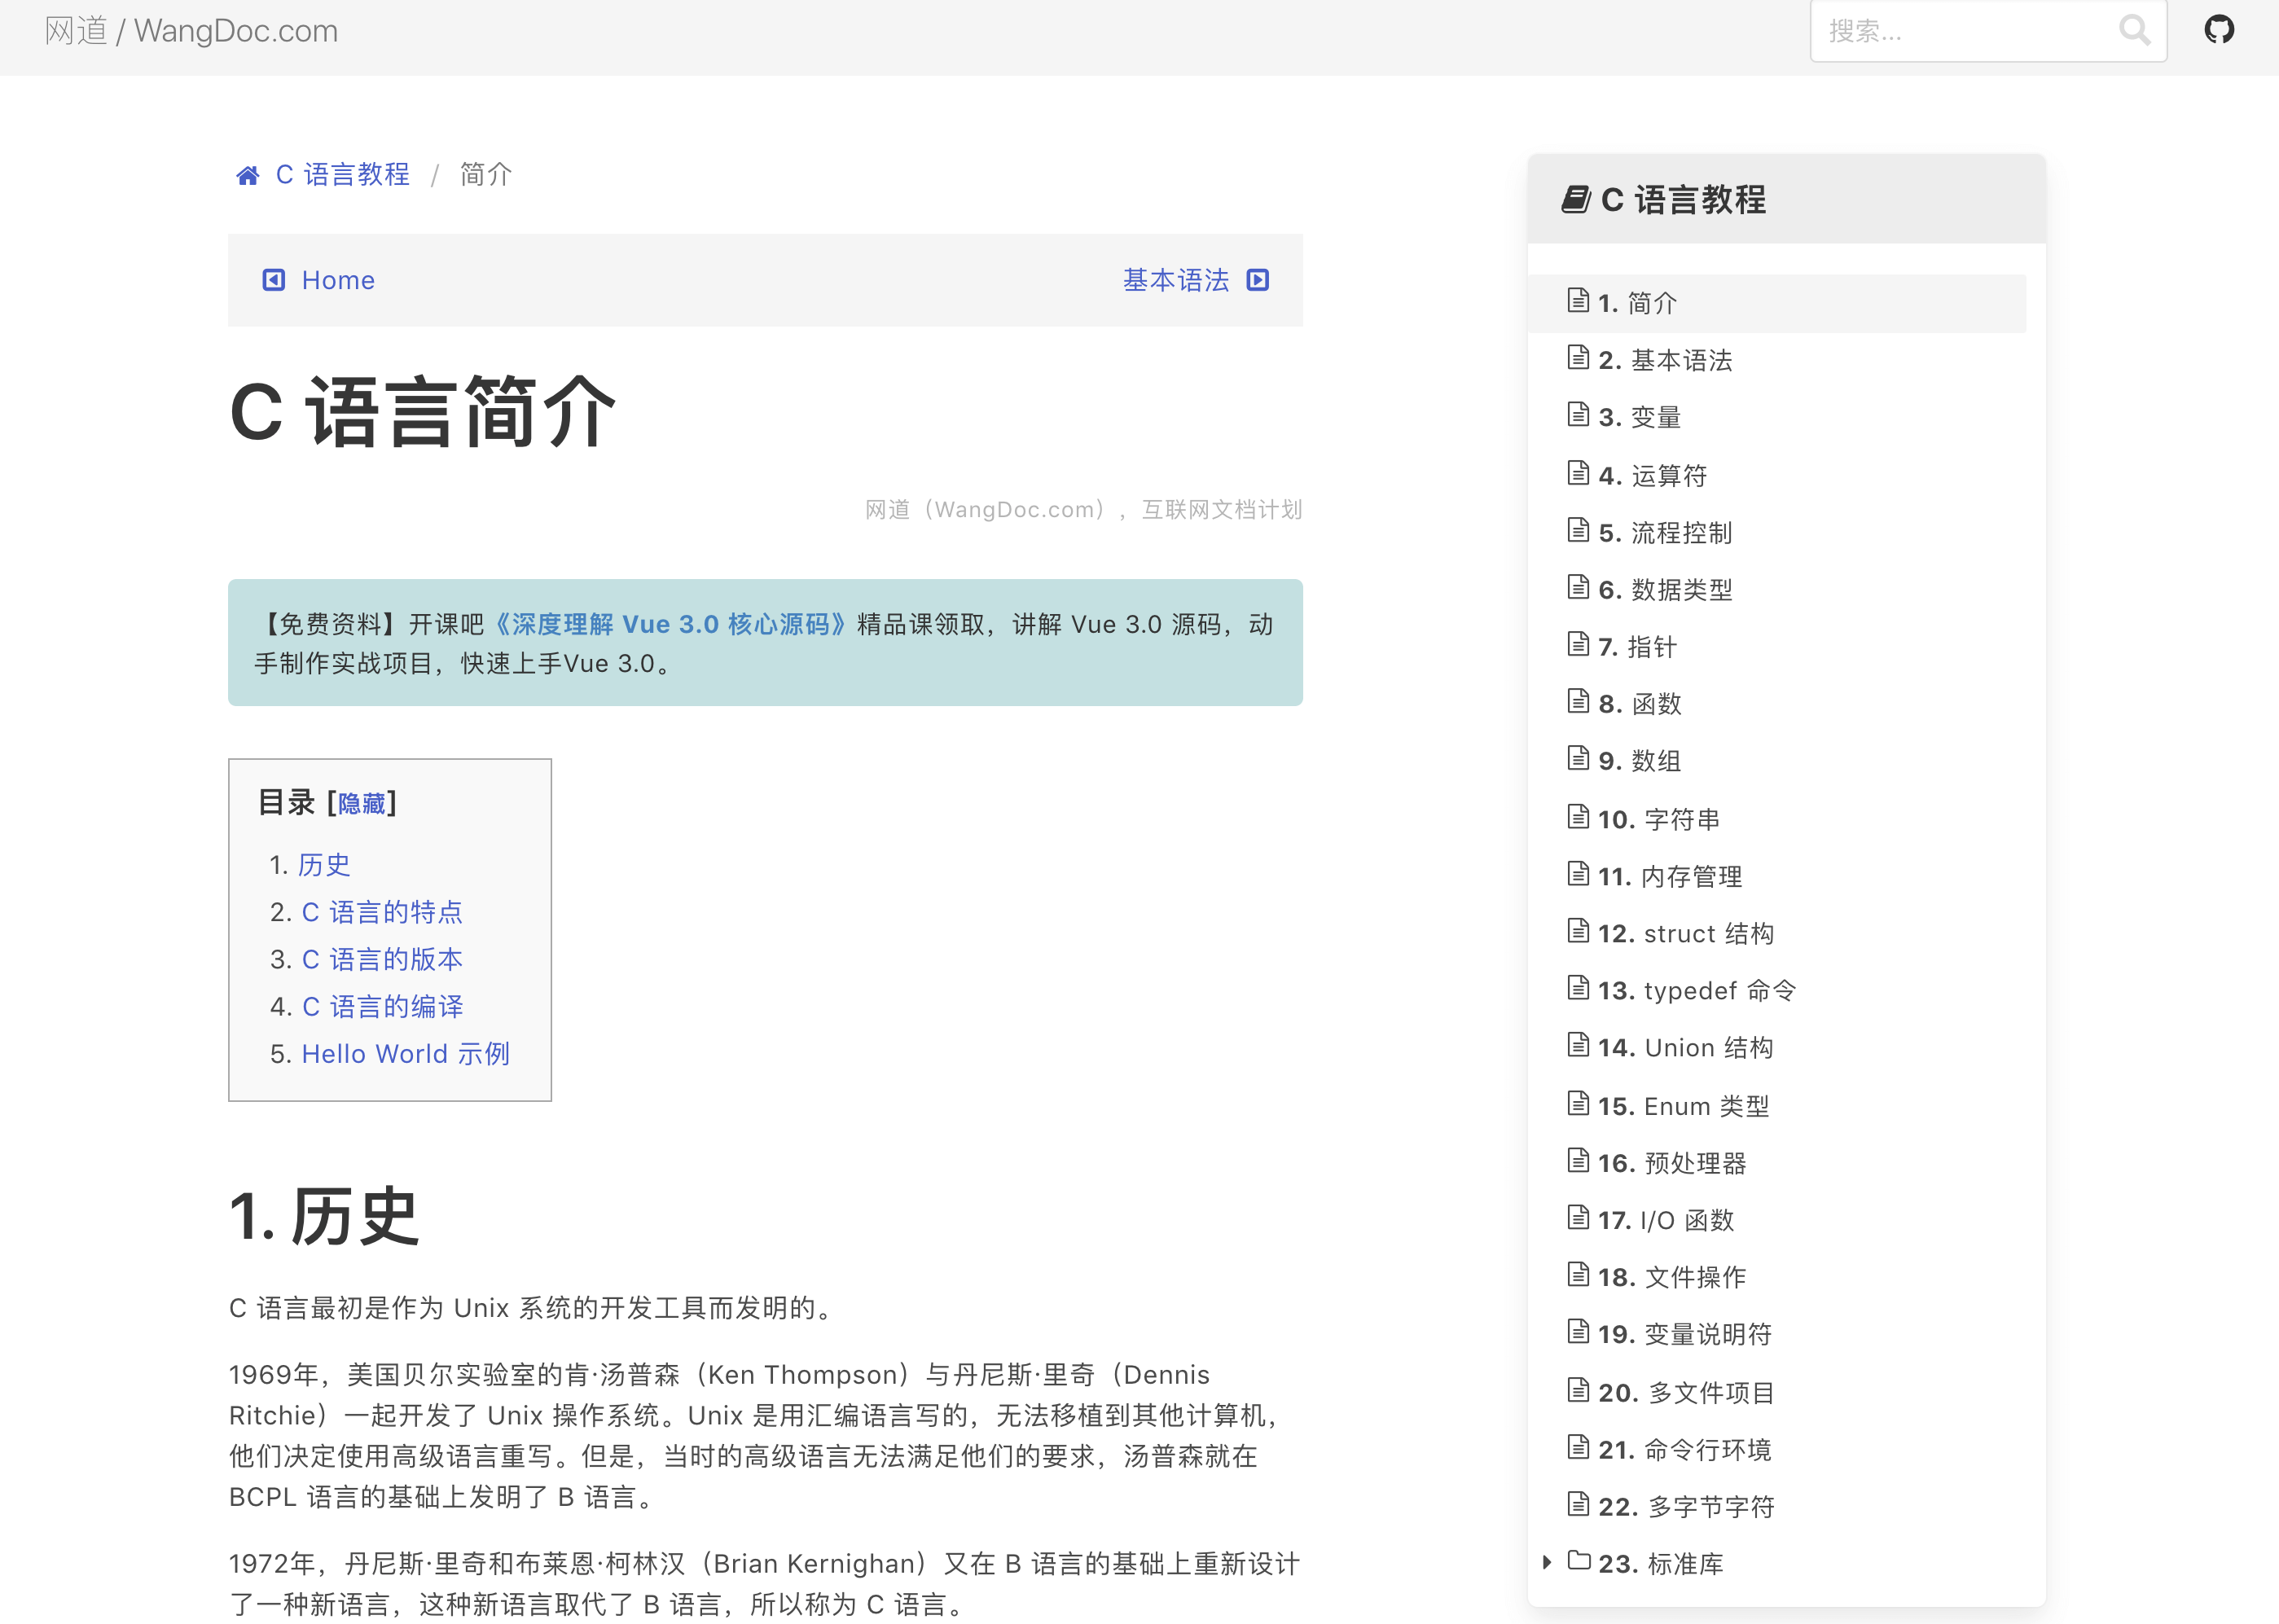 网道 / WangDoc.com
搜索...
C 语言教程 / 简介
Home
基本语法
C 语言简介
网道（WangDoc.com），互联网文档计划
【免费资料】开课吧《深度理解 Vue 3.0 核心源码》精品课领取，讲解 Vue 3.0 源码，动
手制作实战项目，快速上手Vue 3.0。
目录 [隐藏]
1. 历史
2. C 语言的特点
3. C 语言的版本
4. C 语言的编译
5. Hello World 示例
1. 历史
C 语言最初是作为 Unix 系统的开发工具而发明的。
1969年，美国贝尔实验室的肯·汤普森（Ken Thompson）与丹尼斯·里奇（Dennis
Ritchie）一起开发了 Unix 操作系统。Unix 是用汇编语言写的，无法移植到其他计算机，
他们决定使用高级语言重写。但是，当时的高级语言无法满足他们的要求，汤普森就在
BCPL 语言的基础上发明了 B 语言。
1972年，丹尼斯·里奇和布莱恩·柯林汉（Brian Kernighan）又在 B 语言的基础上重新设计
了一种新语言，这种新语言取代了 B 语言，所以称为 C 语言。
C 语言教程
1. 简介
2. 基本语法
3. 变量
4. 运算符
5. 流程控制
6. 数据类型
7. 指针
8. 函数
9. 数组
10. 字符串
11. 内存管理
12. struct 结构
13. typedef 命令
14. Union 结构
15. Enum 类型
16. 预处理器
17. I/O 函数
18. 文件操作
19. 变量说明符
20. 多文件项目
21. 命令行环境
22. 多字节字符
23. 标准库